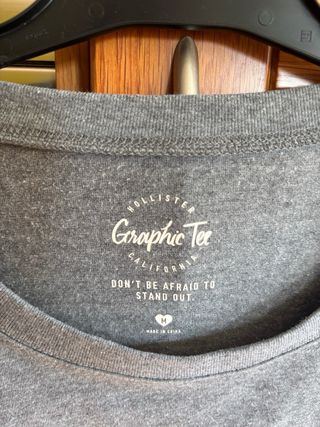 HOLLISTER
Graphic Tee
CALIFORNIA
DON'T BE AFRAID TO
STAND OUT.
M
MADE IN CHINA